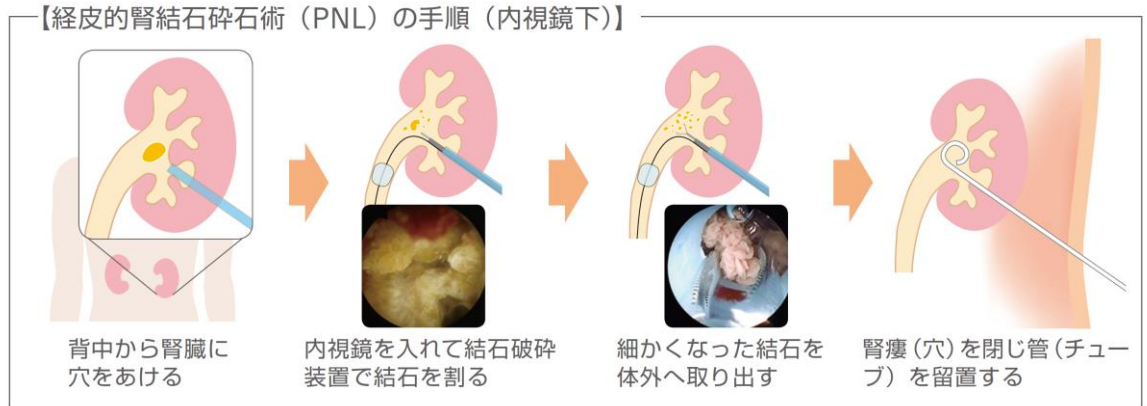 【経皮的腎結石砕石術（PNL）の手順（内視鏡下）】
背中から腎臓に
穴をあける
内視鏡を入れて結石破砕
装置で結石を割る
細かくなった結石を
体外へ取り出す
腎瘻（穴）を閉じ管（チュー
ブ）を留置する